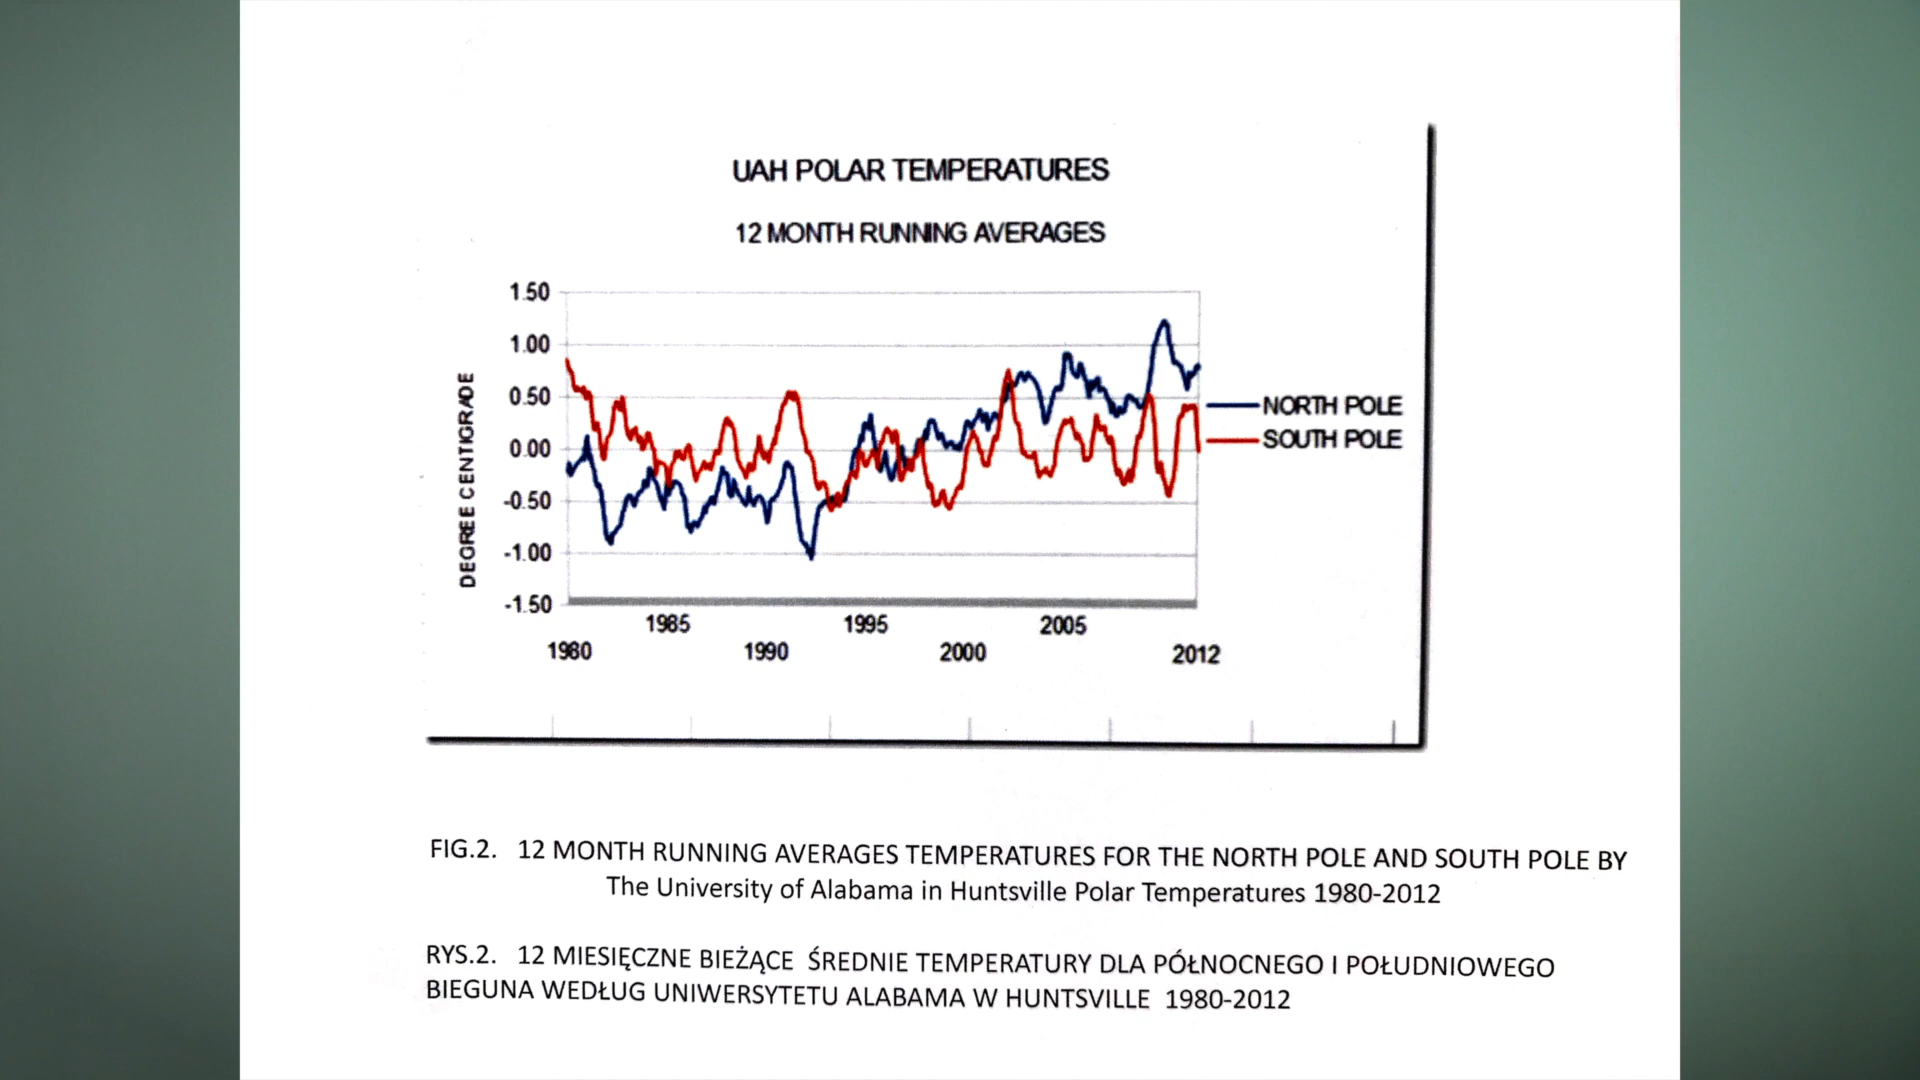 UAH POLAR TEMPERATURES
12 MONTH RUNNING AVERAGES
1.50
1.00
0.50
0.00
-0.50
-1.00
-1.50
DEGREE CENTIGRADE
NORTH POLE
SOUTH POLE
1985 1995 2005
1980 1990 2000 2012
FIG.2. 12 MONTH RUNNING AVERAGES TEMPERATURES FOR THE NORTH POLE AND SOUTH POLE BY
The University of Alabama in Huntsville Polar Temperatures 1980-2012
RYS.2. 12 MIESIĘCZNE BIEŻĄCE ŚREDNIE TEMPERATURY DLA PÓŁNOCNEGO I POŁUDNIOWEGO
BIEGUNA WEDŁUG UNIWERSYTETU ALABAMA W HUNTSVILLE 1980-2012